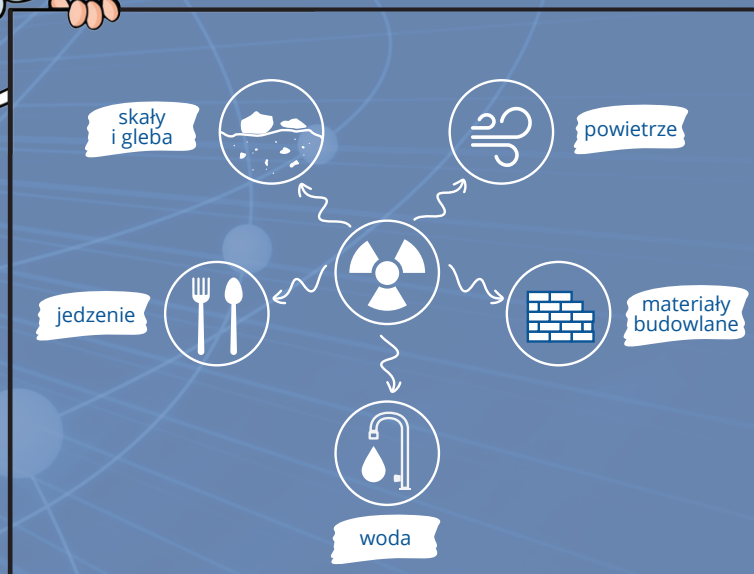 skały
i gleba
powietrze
jedzenie
materiały
budowlane
woda